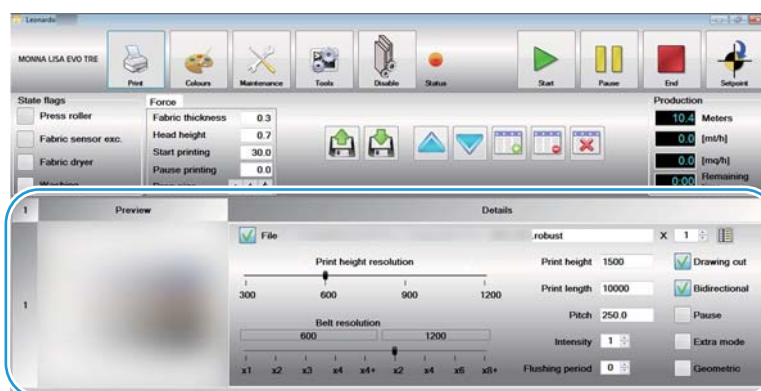 Leonardo
MONNA LISA EVO TRE
Print Colours Maintenance Tools Disable Status Start Pause End Setpoint
State flags
Press roller
Fabric sensor exc.
Fabric dryer
Washing
Force
Fabric thickness 0.3
Head height 0.7
Start printing 30.0
Pause printing 0.0
Production
10.4 Meters
0.0 [mt/h]
0.0 [mq/h]
0:00 Remaining
1 Preview Details
1
File .robust X 1
Print height resolution
300 600 900 1200
Belt resolution
600 1200
x1 x2 x3 x4 x4+ x2 x4 x6 x8+
Print height 1500
Print length 10000
Pitch 250.0
Intensity 1
Flushing period 0
Drawing cut
Bidirectional
Pause
Extra mode
Geometric